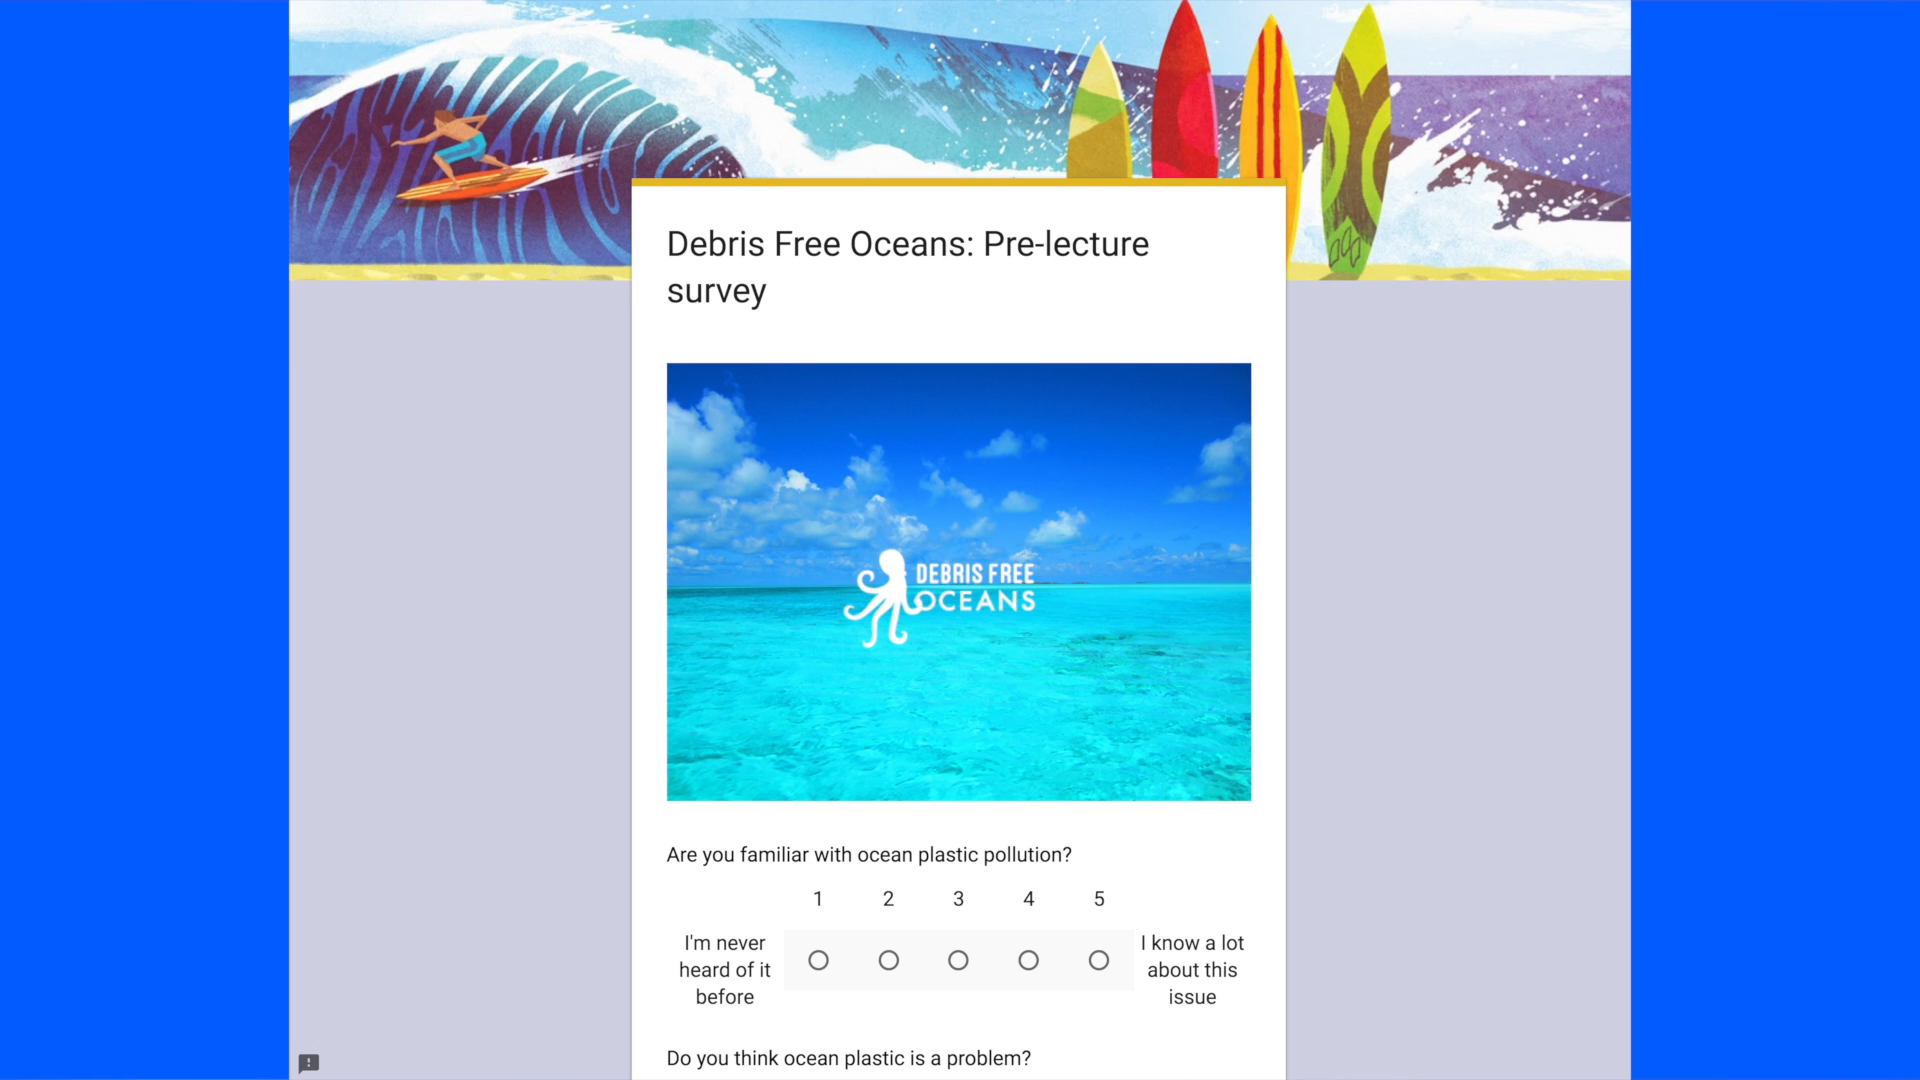 Debris Free Oceans: Pre-lecture
survey
DEBRIS FREE
OCEANS
Are you familiar with ocean plastic pollution?
1 2 3 4 5
I'm never
heard of it
before
I know a lot
about this
issue
Do you think ocean plastic is a problem?